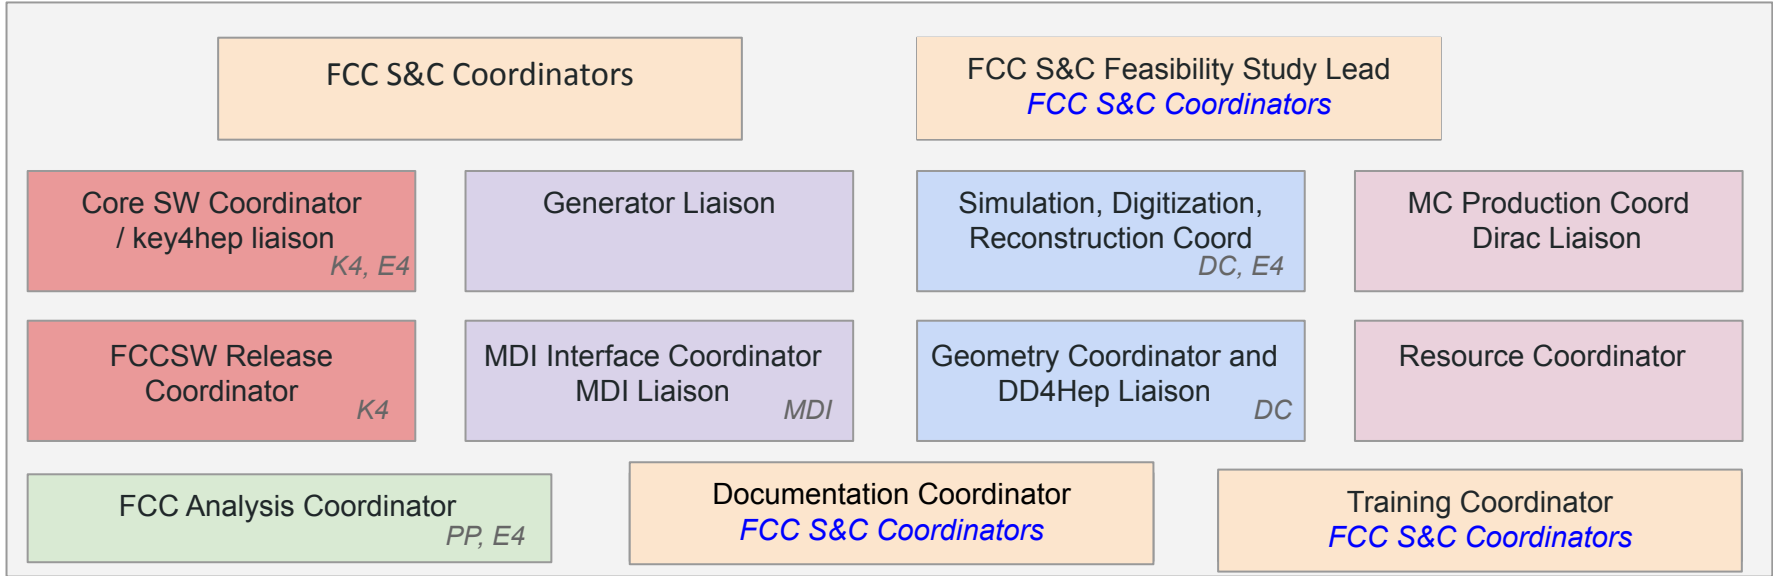 FCC S&C Coordinators
FCC S&C Feasibility Study Lead
FCC S&C Coordinators
Core SW Coordinator
/ key4hep liaison
K4, E4
Generator Liaison
Simulation, Digitization,
Reconstruction Coord
DC, E4
MC Production Coord
Dirac Liaison
FCCSW Release
Coordinator
K4
MDI Interface Coordinator
MDI Liaison
MDI
Geometry Coordinator and
DD4Hep Liaison
DC
Resource Coordinator
FCC Analysis Coordinator
PP, E4
Documentation Coordinator
FCC S&C Coordinators
Training Coordinator
FCC S&C Coordinators